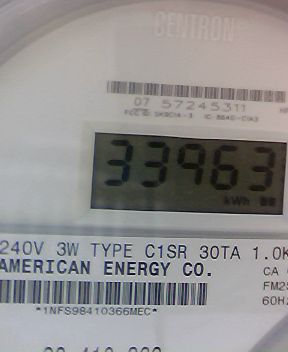 CENTRON
07 57245311
33963
kWh
240V 3W TYPE C1SR 30TA 1.0K
AMERICAN ENERGY CO.
CA
FM2S
60HZ
*1NFS98410366MEC*